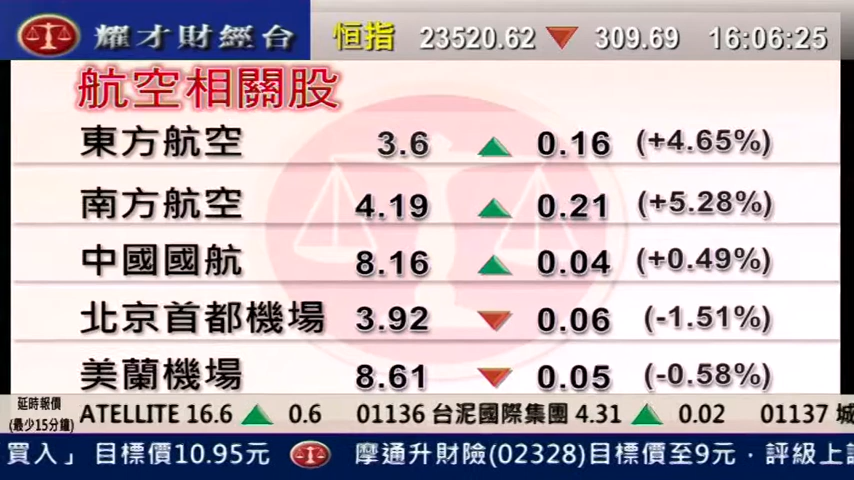 耀才財經台 恒指 23520.62 ▼ 309.69 16:06:25
航空相關股
東方航空 3.6 ▲ 0.16 (+4.65%)
南方航空 4.19 ▲ 0.21 (+5.28%)
中國國航 8.16 ▲ 0.04 (+0.49%)
北京首都機場 3.92 ▼ 0.06 (-1.51%)
美蘭機場 8.61 ▼ 0.05 (-0.58%)
延時報價
(最少15分鐘)
ATELLITE 16.6 ▲ 0.6 01136 台泥國際集團 4.31 ▲ 0.02 01137 城
買入」 目標價10.95元 摩通升財險(02328)目標價至9元，評級上